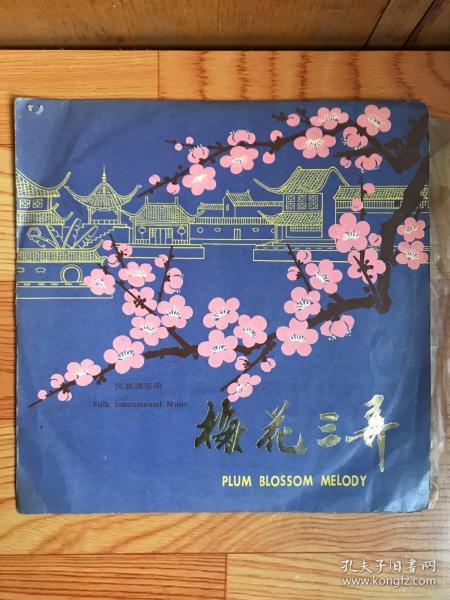 民族器乐曲
Folk Instrumental Music
梅花三弄
PLUM BLOSSOM MELODY
孔夫子旧书网
www.kongfz.com